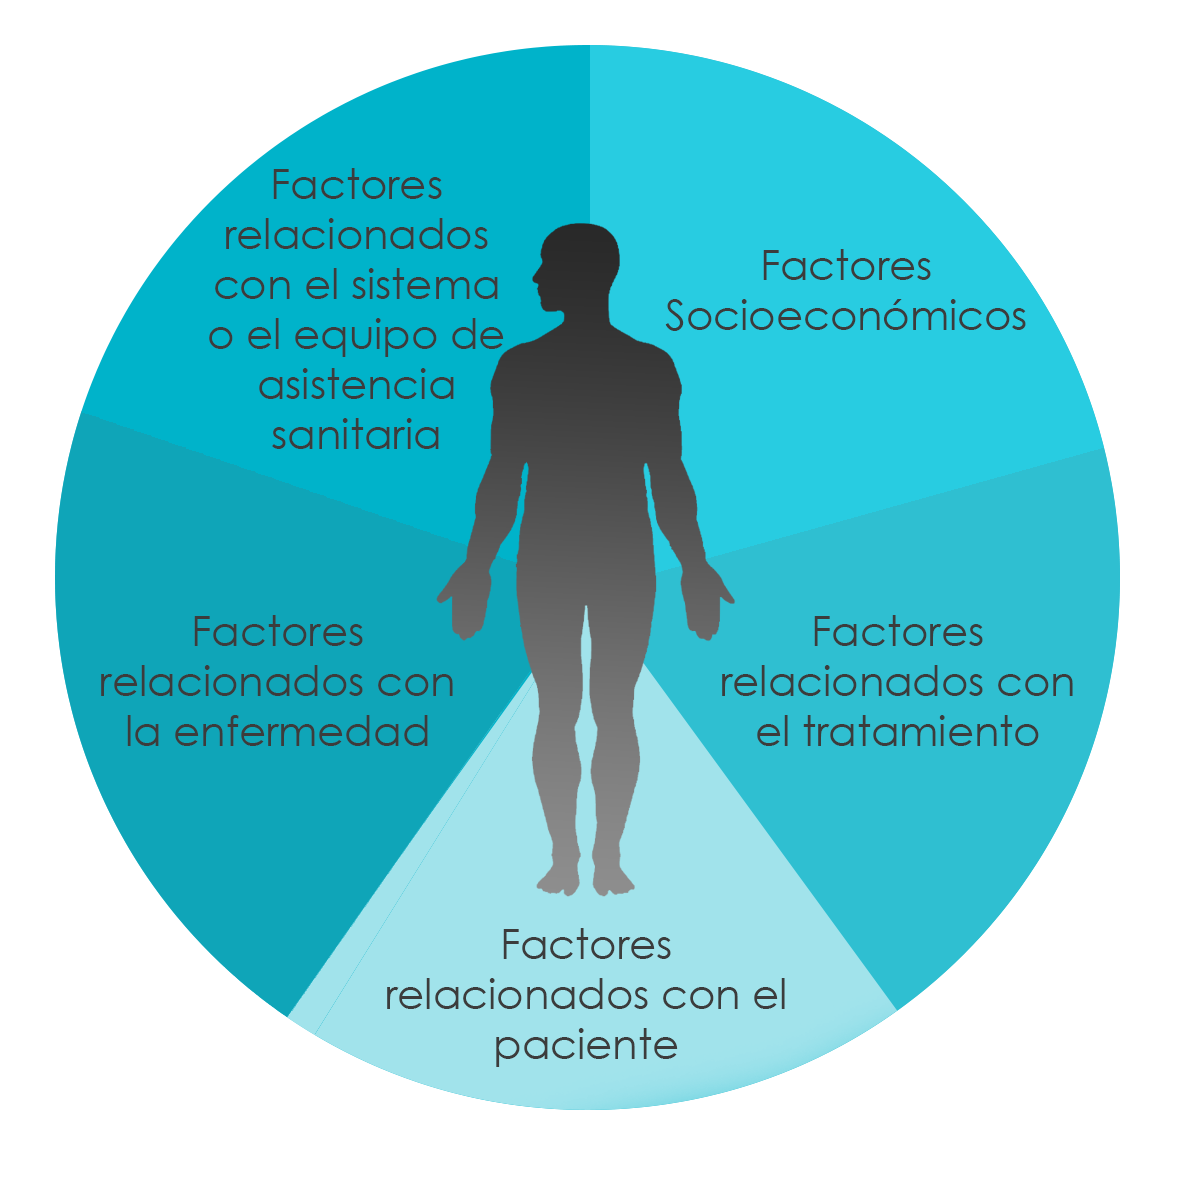 Factores
relacionados
con el sistema
o el equipo de
asistencia
sanitaria
Factores
Socioeconómicos
Factores
relacionados con
la enfermedad
Factores
relacionados con
el tratamiento
Factores
relacionados con el
paciente